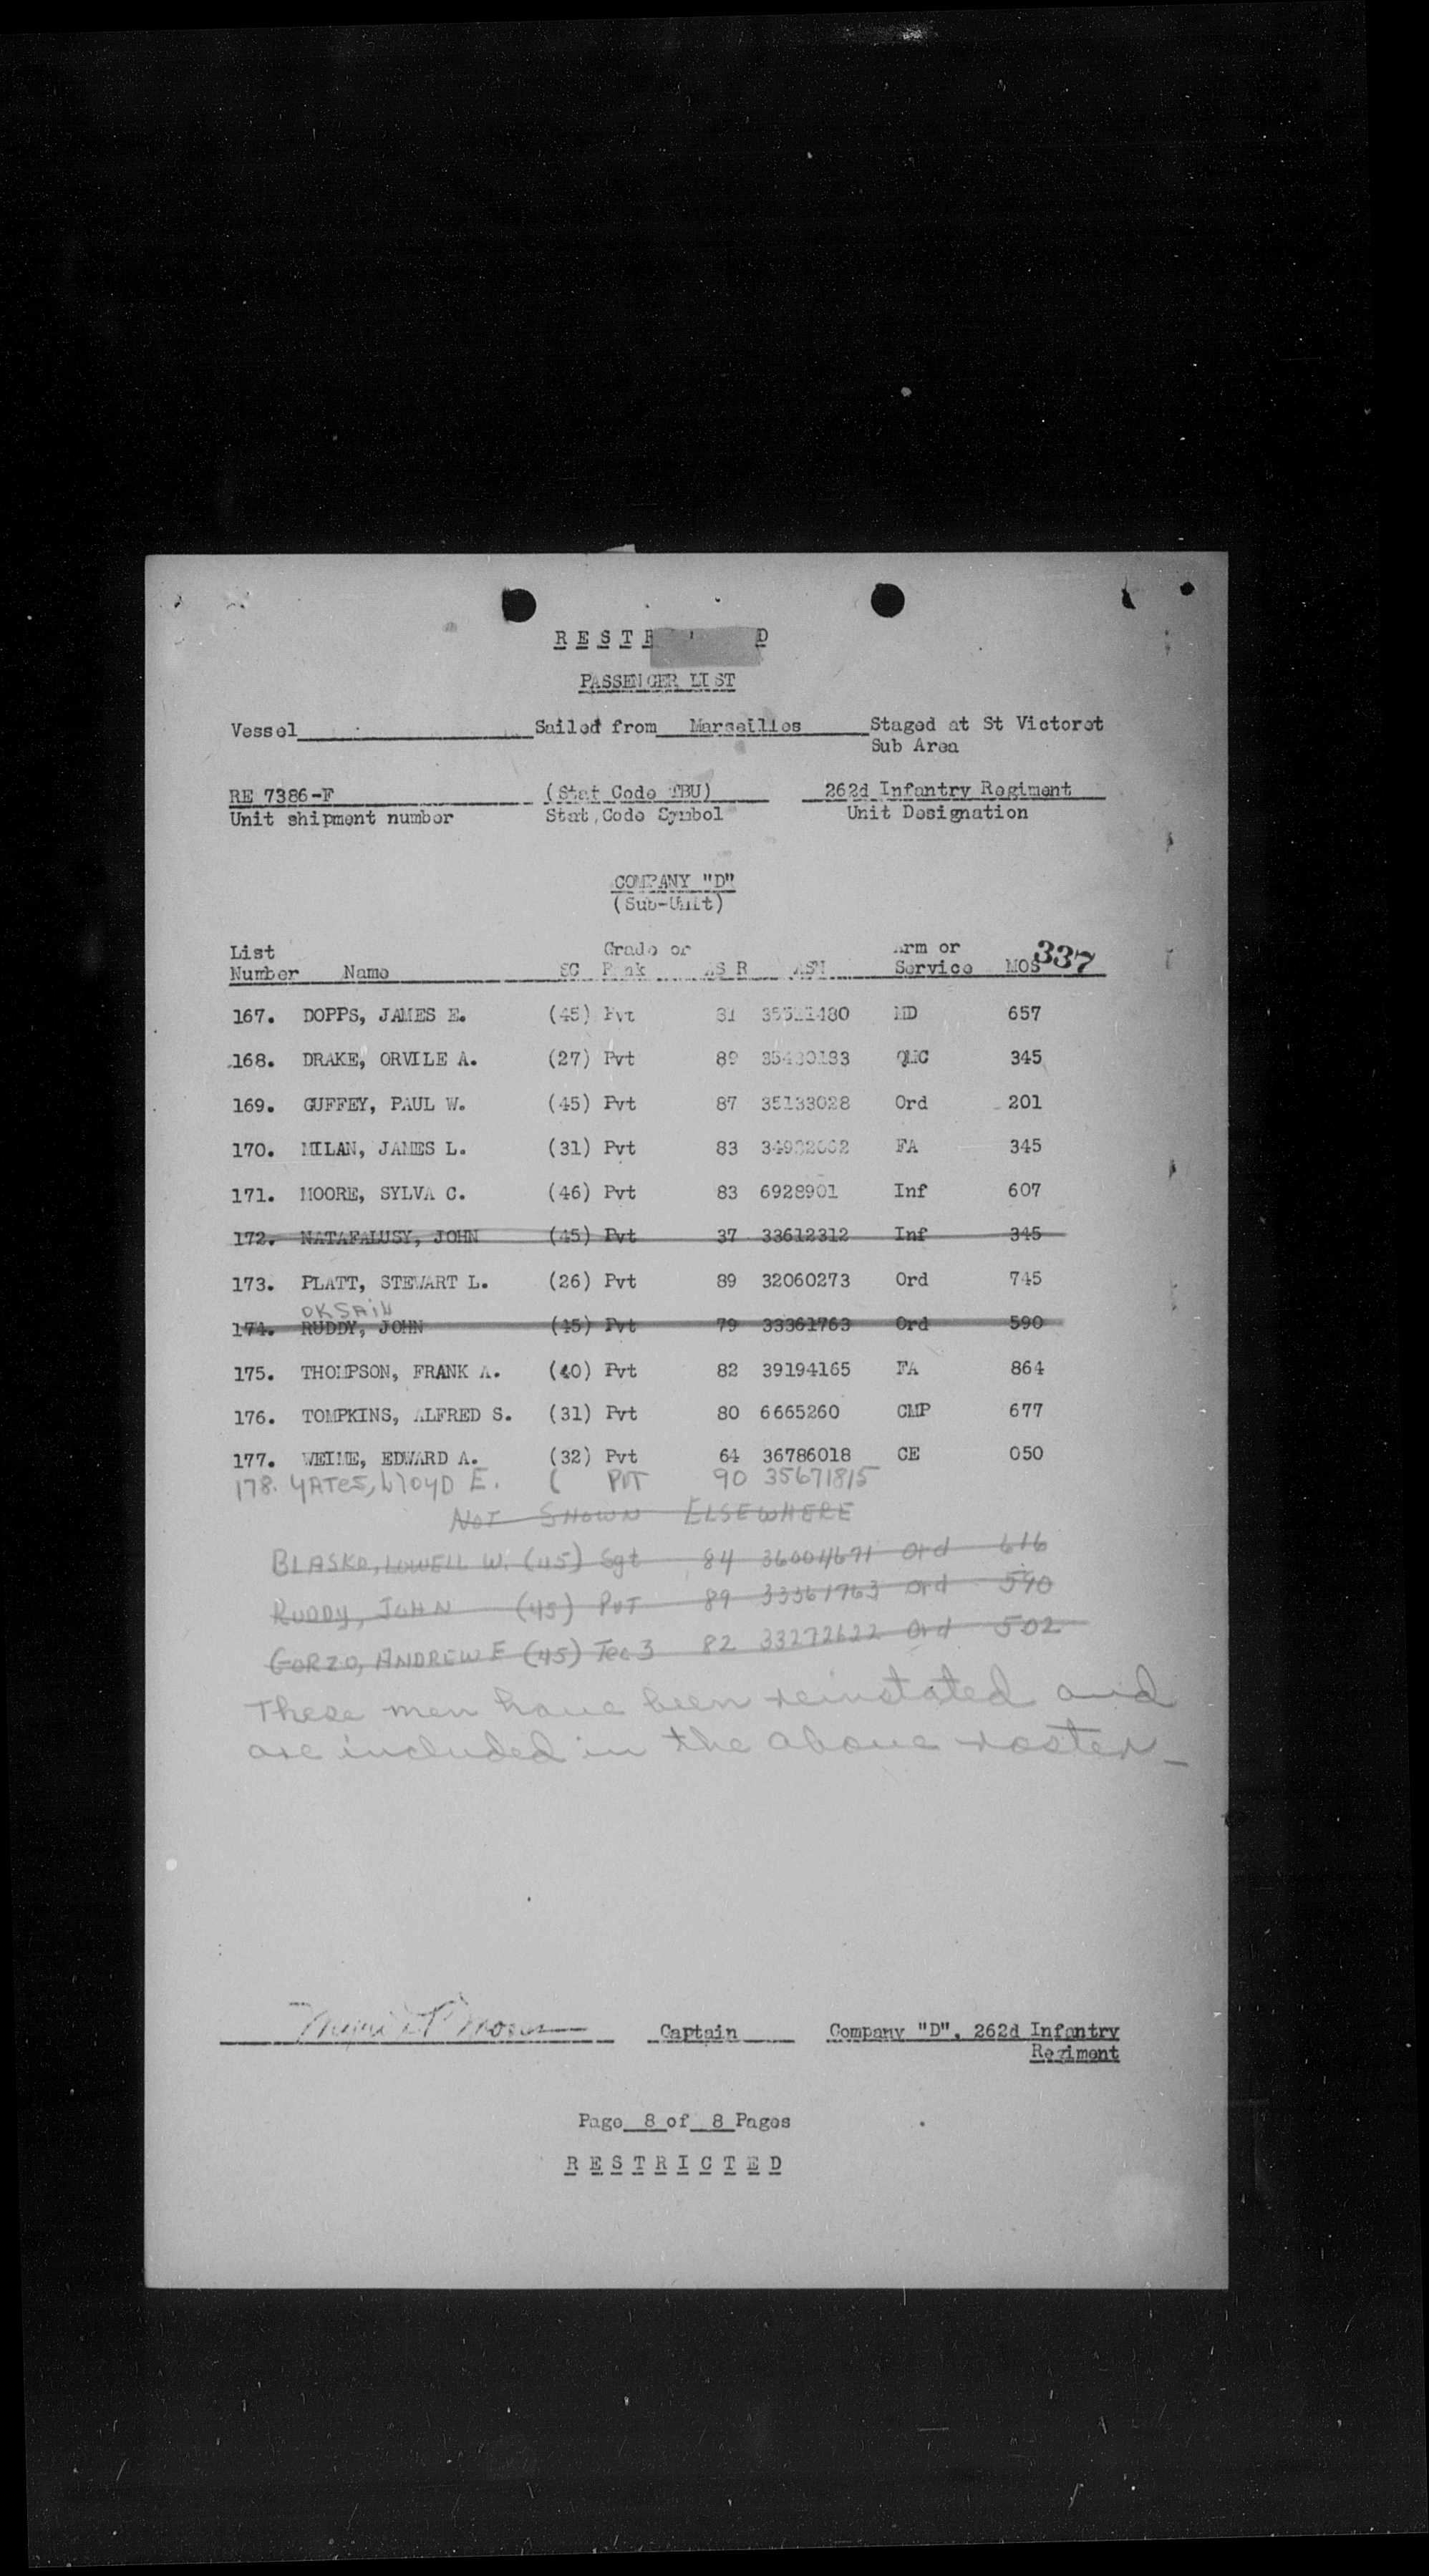 R E S T R D
PASSENGER LIST
Vessel Sailed from Marseilles Staged at St Victoret
Sub Area
RE 7386-F (Stat Code TBU) 262d Infantry Regiment
Unit shipment number Stat Code Symbol Unit Designation
COMPANY "D"
(Sub-Unit)
List Grade or Arm or 337
Number Name SC Rank AS R ASN Service MOS
167. DOPPS, JAMES E. (45) Pvt 81 MD 657
168. DRAKE, ORVILE A. (27) Pvt 89 QMC 345
169. GUFFEY, PAUL W. (45) Pvt 87 35133028 Ord 201
170. MILAN, JAMES L. (31) Pvt 83 FA 345
171. MOORE, SYLVA C. (46) Pvt 83 6928901 Inf 607
172. NATAFALUSY, JOHN (45) Pvt 37 33612312 Inf 345
173. PLATT, STEWART L. (26) Pvt 89 32060273 Ord 745
174. RUDDY, JOHN (45) Pvt 79 33361763 Ord 590
175. THOMPSON, FRANK A. (40) Pvt 82 39194165 FA 864
176. TOMPKINS, ALFRED S. (31) Pvt 80 6665260 CMP 677
177. WEIME, EDWARD A. (32) Pvt 64 36786018 CE 050
178. YATES, LLOYD E. ( PVT 90 35671815
NOT SHOWN ELSEWHERE
BLASKO, LOWELL W. (45) Sgt 84 36004671 Ord 616
RUDDY, JOHN (45) PVT 89 33361763 Ord 590
GORZO, ANDREW E (45) Tec 3 82 33272622 Ord 502
These men have been reinstated and
are included in the above roster_
Captain Company "D", 262d Infantry
Regiment
Page 8 of 8 Pages
R E S T R I C T E D